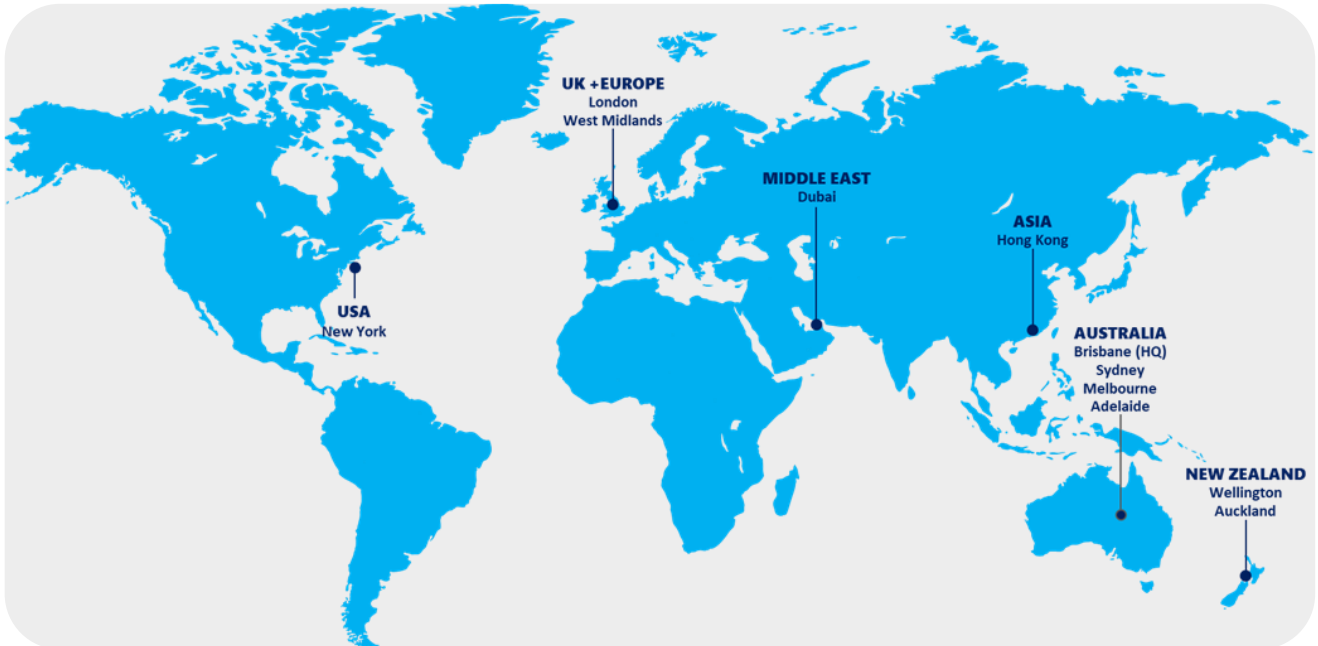 UK +EUROPE
London
West Midlands
MIDDLE EAST
Dubai
ASIA
Hong Kong
USA
New York
AUSTRALIA
Brisbane (HQ)
Sydney
Melbourne
Adelaide
NEW ZEALAND
Wellington
Auckland